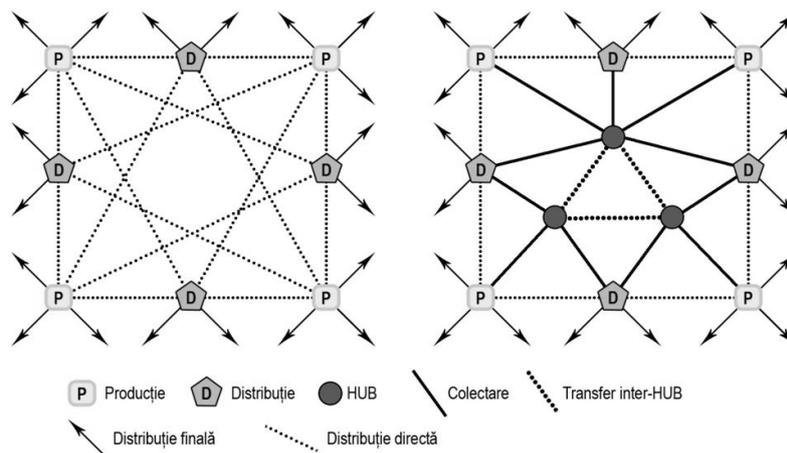 P D P P D P
D D D D
P D P P D P
P Producție D Distribuție HUB Colectare Transfer inter-HUB
Distribuție finală Distribuție directă